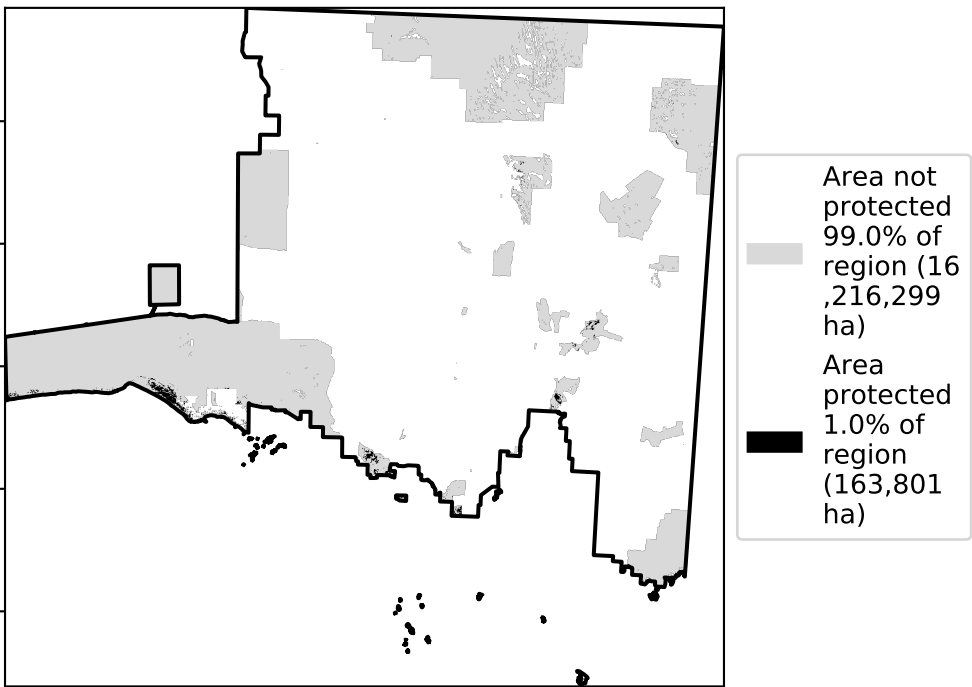 Area not
protected
99.0% of
region (16
,216,299
ha)
Area
protected
1.0% of
region
(163,801
ha)